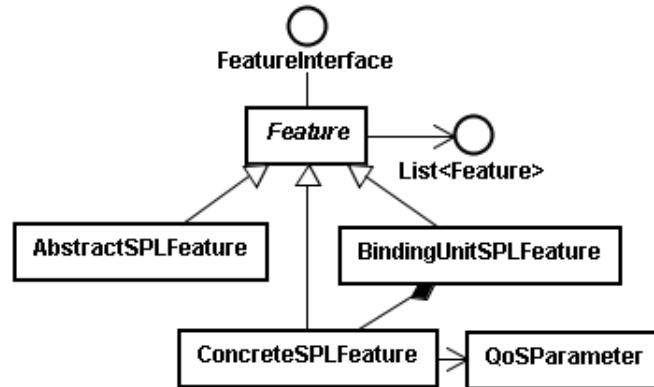 FeatureInterface
Feature
List<Feature>
AbstractSPLFeature
BindingUnitSPLFeature
ConcreteSPLFeature
QoSParameter